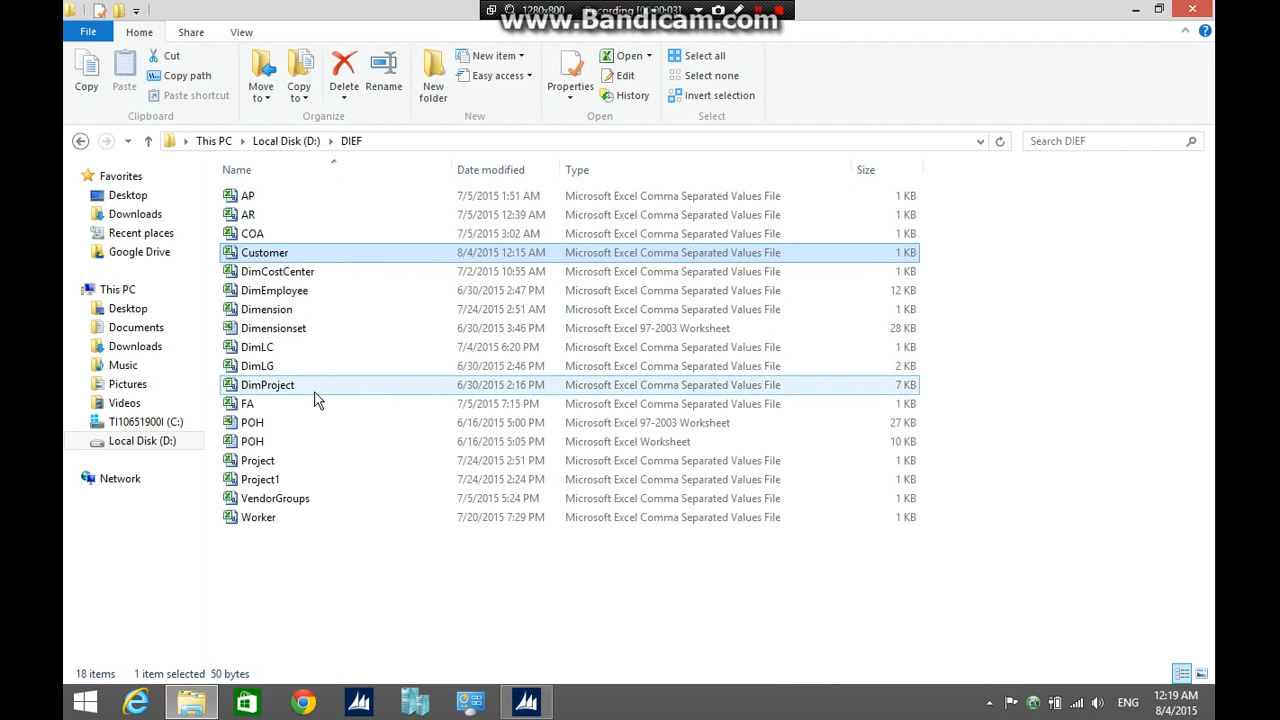 1280x800 Recording [00:00:03]
www.Bandicam.com
File Home Share View
Copy
Paste
Cut
Copy path
Paste shortcut
Clipboard
Move to
Copy to
Delete
Rename
Organize
New folder
New item
Easy access
New
Properties
Open
Edit
History
Open
Select all
Select none
Invert selection
Select
This PC Local Disk (D:) DIEF
Search DIEF
Favorites
Desktop
Downloads
Recent places
Google Drive
This PC
Desktop
Documents
Downloads
Music
Pictures
Videos
TI10651900I (C:)
Local Disk (D:)
Network
Name Date modified Type Size
AP 7/5/2015 1:51 AM Microsoft Excel Comma Separated Values File 1 KB
AR 7/5/2015 12:39 AM Microsoft Excel Comma Separated Values File 1 KB
COA 7/5/2015 3:02 AM Microsoft Excel Comma Separated Values File 1 KB
Customer 8/4/2015 12:15 AM Microsoft Excel Comma Separated Values File 1 KB
DimCostCenter 7/2/2015 10:55 AM Microsoft Excel Comma Separated Values File 1 KB
DimEmployee 6/30/2015 2:47 PM Microsoft Excel Comma Separated Values File 12 KB
Dimension 7/24/2015 2:51 AM Microsoft Excel Comma Separated Values File 1 KB
Dimensionset 6/30/2015 3:46 PM Microsoft Excel 97-2003 Worksheet 28 KB
DimLC 7/4/2015 6:20 PM Microsoft Excel Comma Separated Values File 1 KB
DimLG 6/30/2015 2:46 PM Microsoft Excel Comma Separated Values File 2 KB
DimProject 6/30/2015 2:16 PM Microsoft Excel Comma Separated Values File 7 KB
FA 7/5/2015 7:15 PM Microsoft Excel Comma Separated Values File 1 KB
POH 6/16/2015 5:00 PM Microsoft Excel 97-2003 Worksheet 27 KB
POH 6/16/2015 5:05 PM Microsoft Excel Worksheet 10 KB
Project 7/24/2015 2:51 PM Microsoft Excel Comma Separated Values File 1 KB
Project1 7/24/2015 2:24 PM Microsoft Excel Comma Separated Values File 1 KB
VendorGroups 7/5/2015 5:24 PM Microsoft Excel Comma Separated Values File 1 KB
Worker 7/20/2015 7:29 PM Microsoft Excel Comma Separated Values File 1 KB
18 items 1 item selected 50 bytes
ENG
12:19 AM
8/4/2015